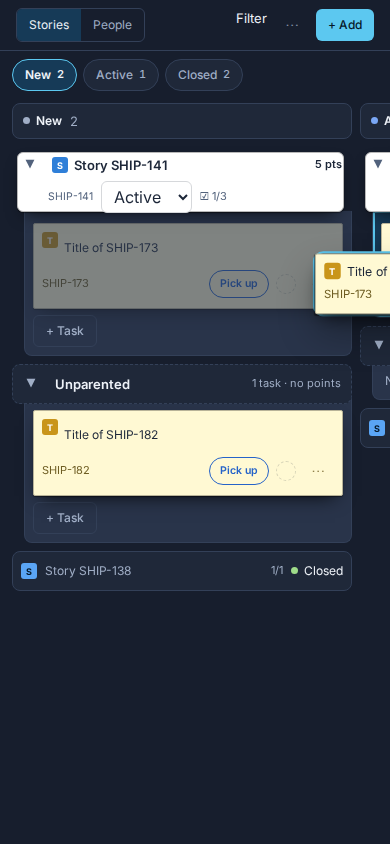 Stories People Filter ... + Add
New 2 Active 1 Closed 2
New 2
S Story SHIP-141 5 pts
SHIP-141 Active 1/3
T Title of SHIP-173
SHIP-173 Pick up
T Title of
SHIP-173
+ Task
Unparented 1 task · no points
T Title of SHIP-182
SHIP-182 Pick up ...
+ Task
S
S Story SHIP-138 1/1 Closed